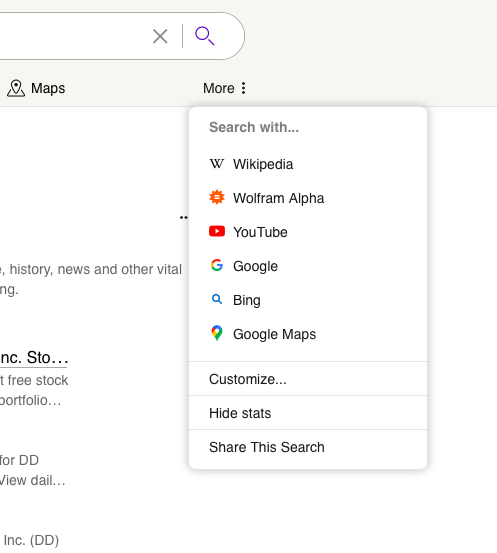 Maps
More
Search with...
Wikipedia
Wolfram Alpha
YouTube
Google
Bing
Google Maps
Customize...
Hide stats
Share This Search
, history, news and other vital
ng.
nc. Sto...
t free stock
portfolio...
for DD
View dail...
Inc. (DD)